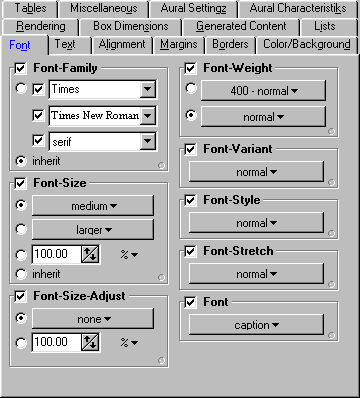 Tables Miscellaneous Aural Settings Aural Characteristiks
Rendering Box Dimensions Generated Content Lists
Font Text Alignment Margins Borders Color/Background
Font-Family
Times
Times New Roman
serif
inherit
Font-Size
medium
larger
100.00 %
inherit
Font-Size-Adjust
none
100.00 %
Font-Weight
400 - normal
normal
Font-Variant
normal
Font-Style
normal
Font-Stretch
normal
Font
caption